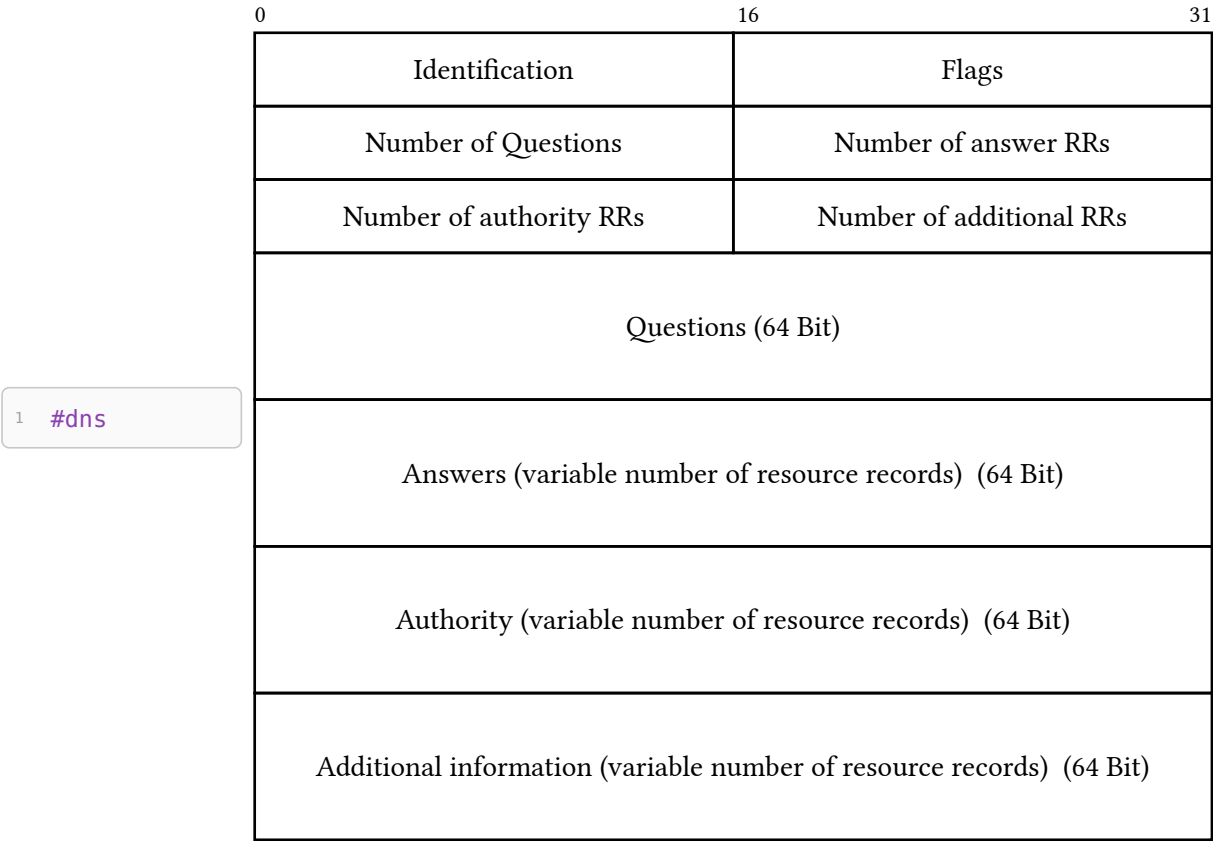 0 16 31
Identification Flags
Number of Questions Number of answer RRs
Number of authority RRs Number of additional RRs
Questions (64 Bit)
1 #dns
Answers (variable number of resource records) (64 Bit)
Authority (variable number of resource records) (64 Bit)
Additional information (variable number of resource records) (64 Bit)